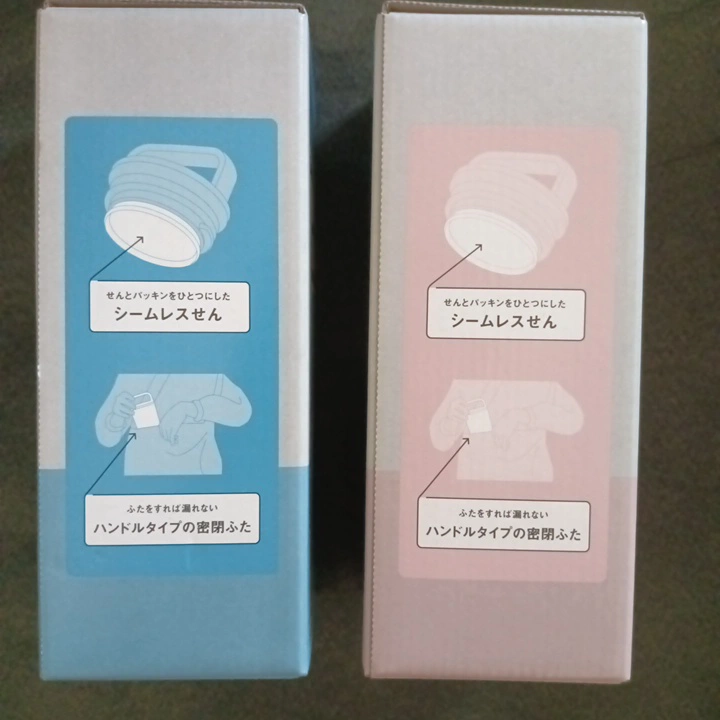 せんとパッキンをひとつにした
シームレスせん
ふたをすれば漏れない
ハンドルタイプの密閉ふた
せんとパッキンをひとつにした
シームレスせん
ふたをすれば漏れない
ハンドルタイプの密閉ふた